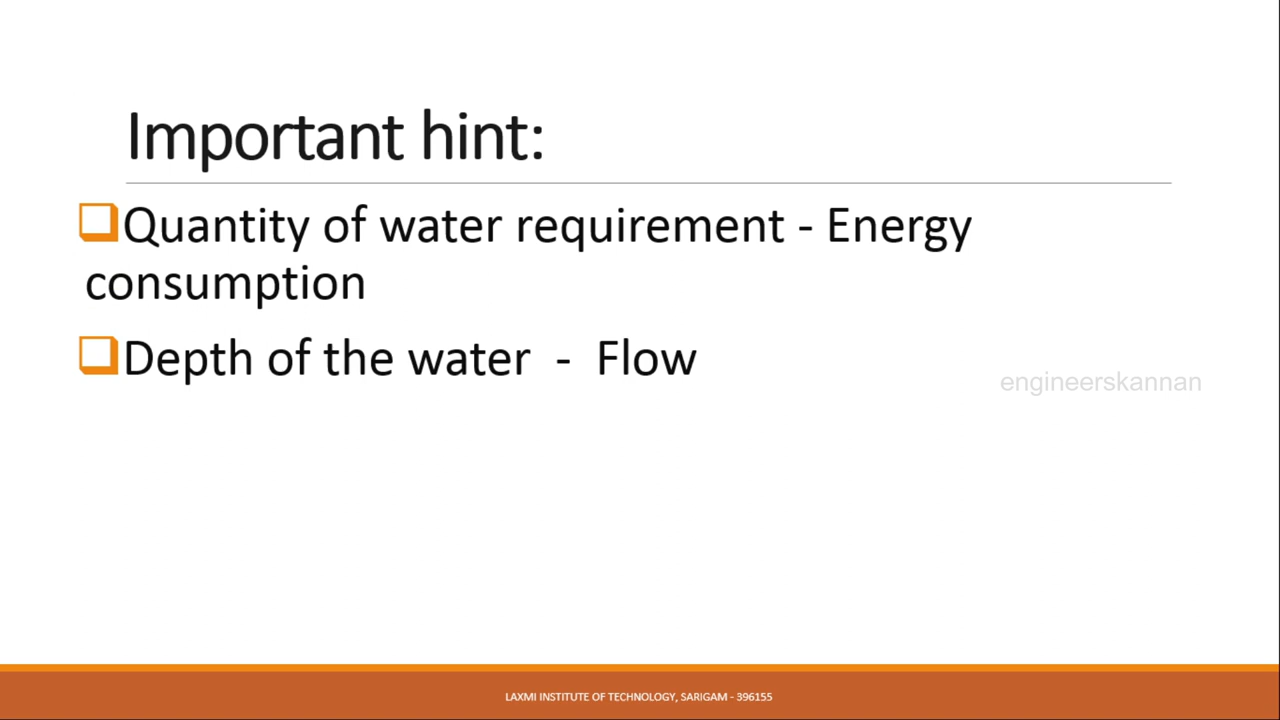 Important hint:
Quantity of water requirement - Energy
consumption
Depth of the water - Flow
engineerskannan
LAXMI INSTITUTE OF TECHNOLOGY, SARIGAM - 396155